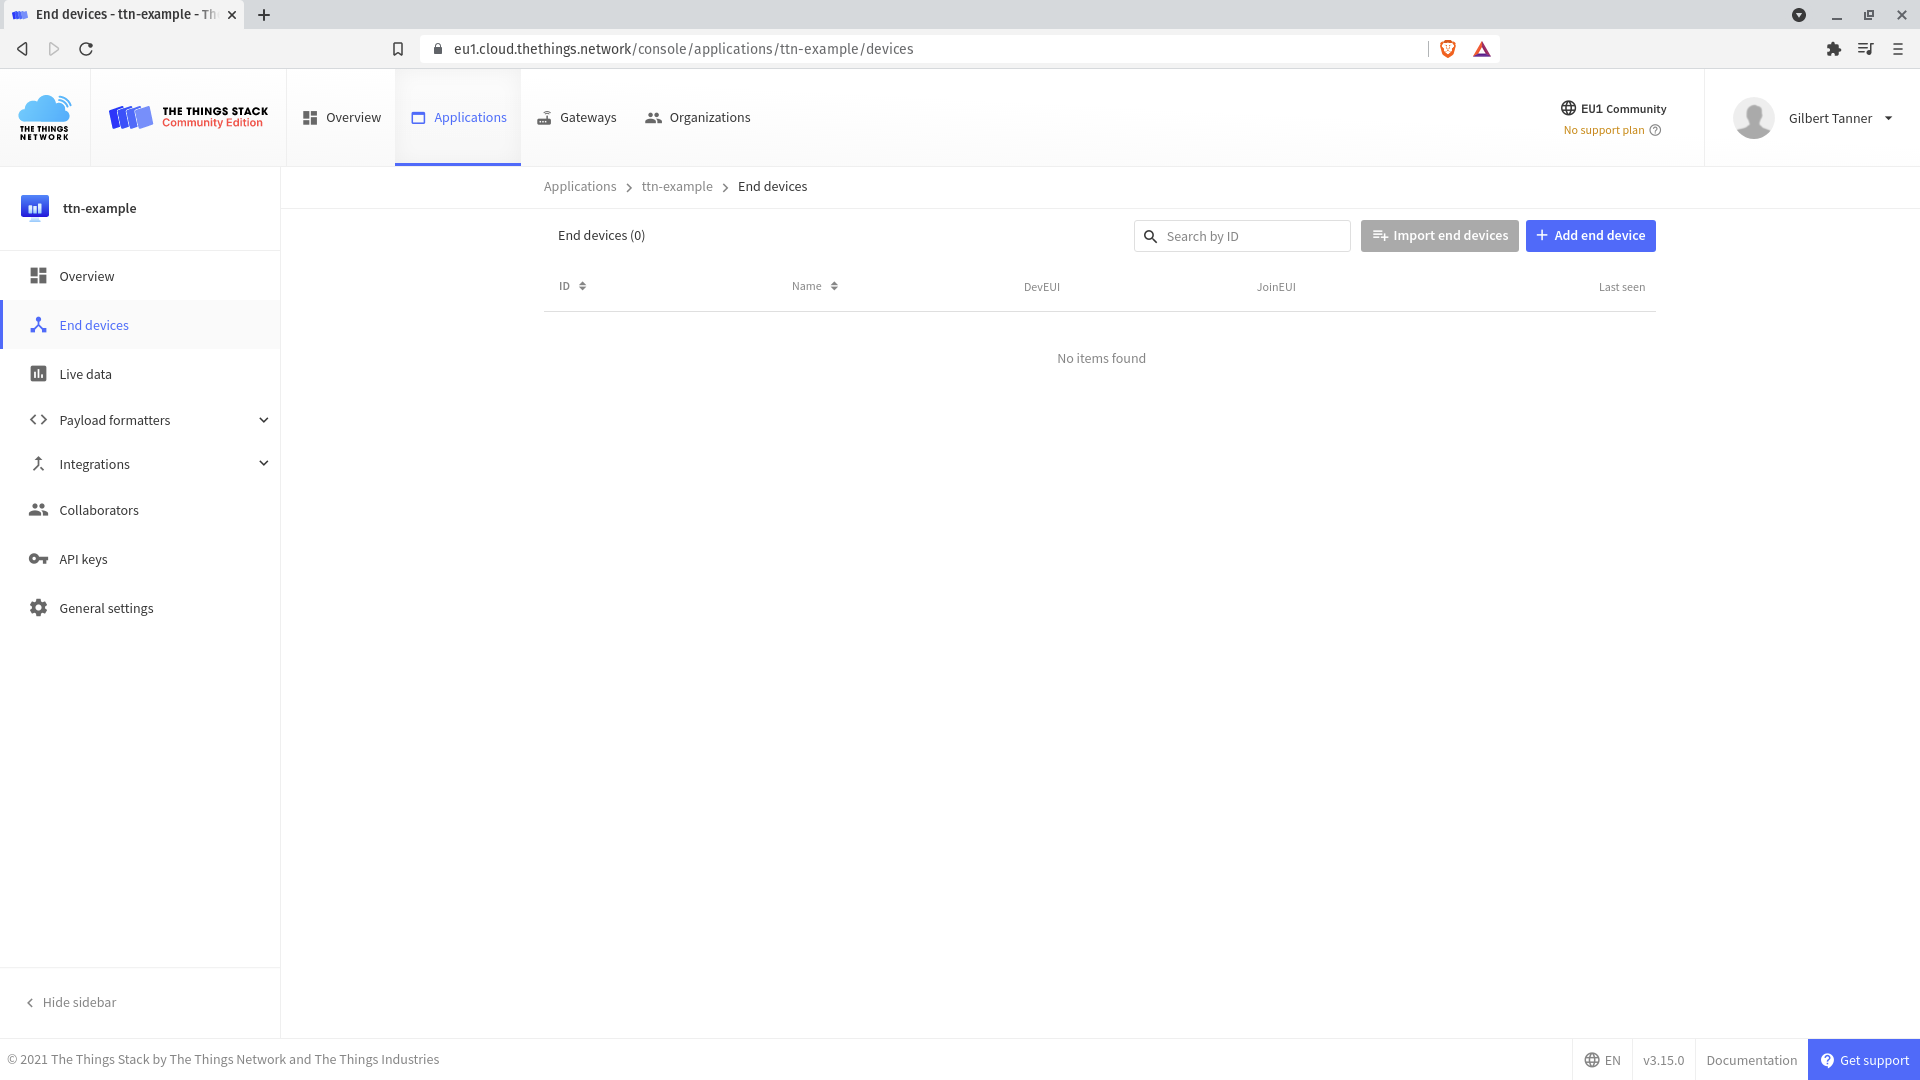 End devices - ttn-example - Th
eu1.cloud.thethings.network/console/applications/ttn-example/devices
THE THINGS
NETWORK
THE THINGS STACK
Community Edition
Overview
Applications
Gateways
Organizations
EU1 Community
No support plan
Gilbert Tanner
ttn-example
Overview
End devices
Live data
Payload formatters
Integrations
Collaborators
API keys
General settings
Hide sidebar
Applications > ttn-example > End devices
End devices (0)
Search by ID
Import end devices
Add end device
ID
Name
DevEUI
JoinEUI
Last seen
No items found
© 2021 The Things Stack by The Things Network and The Things Industries
EN
v3.15.0
Documentation
Get support